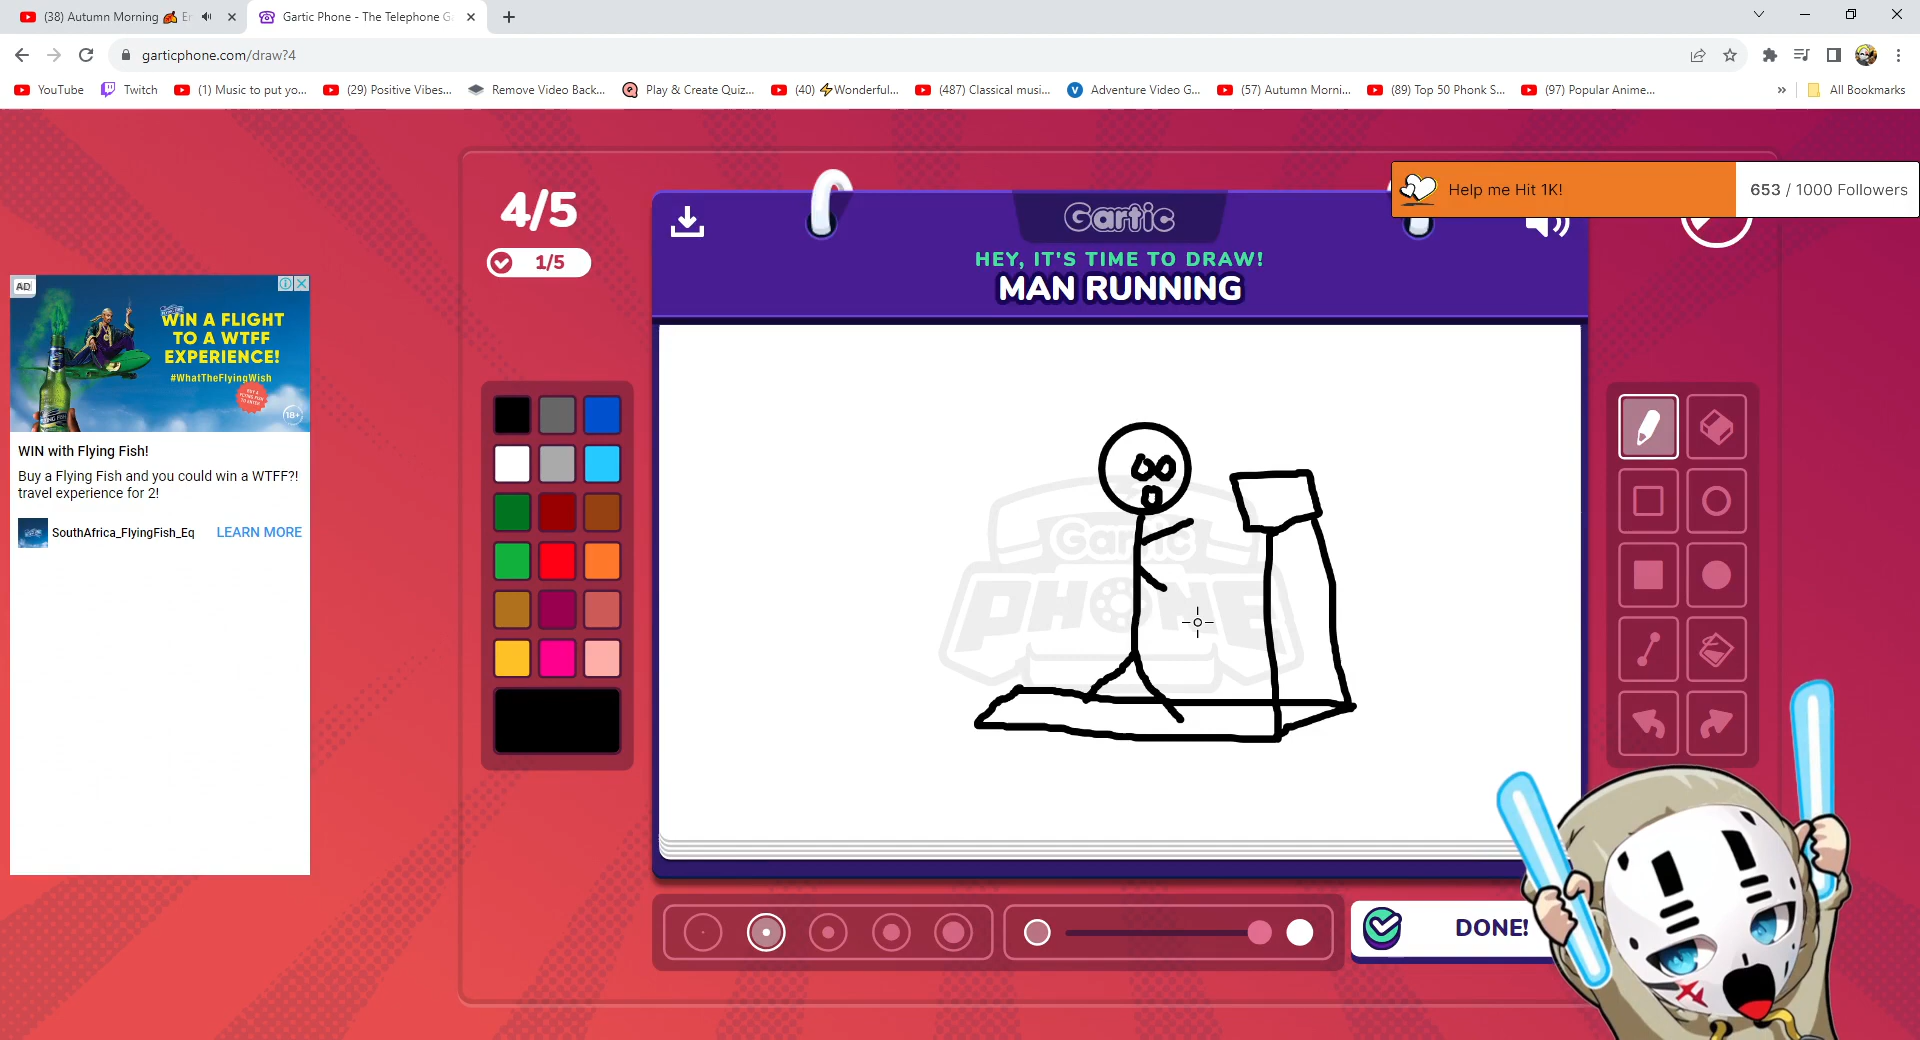 (38) Autumn Morning
Gartic Phone - The Telephone G
garticphone.com/draw?4
YouTube
Twitch
(1) Music to put yo...
(29) Positive Vibes...
Remove Video Back...
Play & Create Quiz...
(40) ⚡Wonderful...
(487) Classical musi...
Adventure Video G...
(57) Autumn Morni...
(89) Top 50 Phonk S...
(97) Popular Anime...
»
All Bookmarks
4/5
1/5
Gartic
HEY, IT'S TIME TO DRAW!
MAN RUNNING
Help me Hit 1K!
653 / 1000 Followers
AD
WIN A FLIGHT
TO A WTFF
EXPERIENCE!
#WhatTheFlyingWish
18+
WIN with Flying Fish!
Buy a Flying Fish and you could win a WTFF?!
travel experience for 2!
SouthAfrica_FlyingFish_Eq
LEARN MORE
Gartic
PHONE
DONE!